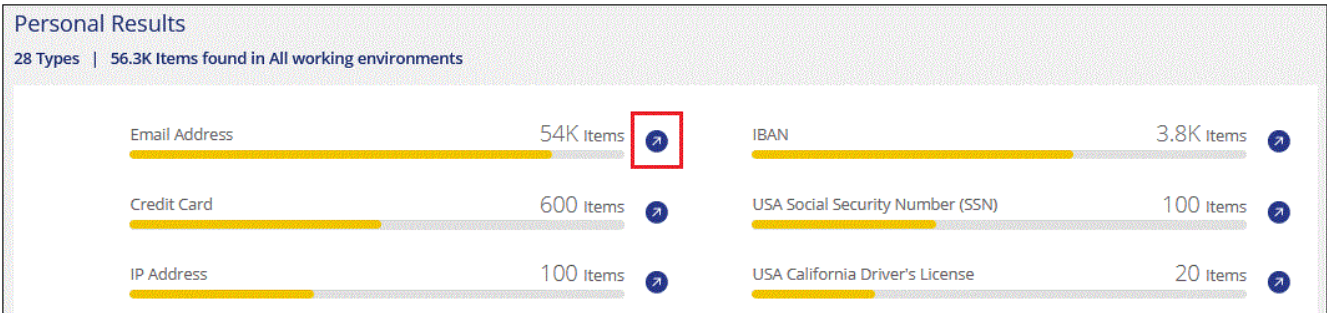 Personal Results
28 Types | 56.3K Items found in All working environments
Email Address 54K Items
IBAN 3.8K Items
Credit Card 600 Items
USA Social Security Number (SSN) 100 Items
IP Address 100 Items
USA California Driver's License 20 Items